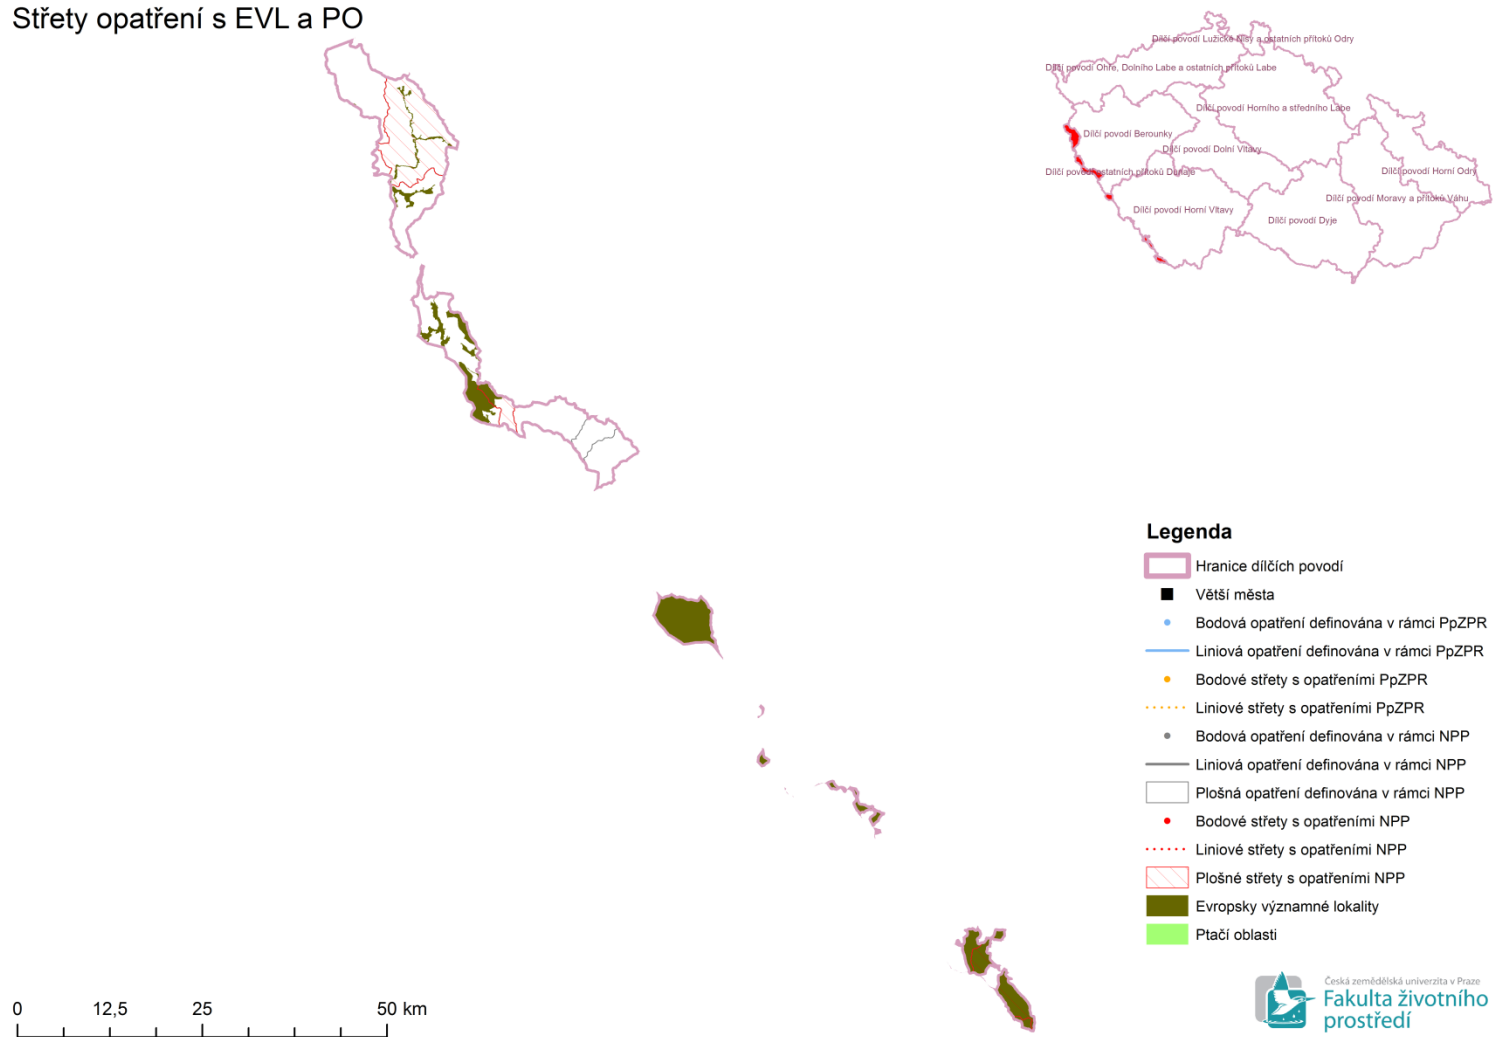 Střety opatření s EVL a PO
Dílčí povodí Lužické Nisy a ostatních přítoků Odry
Dílčí povodí Ohře, Dolního Labe a ostatních přítoků Labe
Dílčí povodí Horního a středního Labe
Dílčí povodí Berounky
Dílčí povodí Dolní Vltavy
Dílčí povodí ostatních přítoků Dunaje
Dílčí povodí Horní Odry
Dílčí povodí Moravy a přítoků Váhu
Dílčí povodí Horní Vltavy
Dílčí povodí Dyje
Legenda
Hranice dílčích povodí
Větší města
Bodová opatření definována v rámci PpZPR
Liniová opatření definována v rámci PpZPR
Bodové střety s opatřeními PpZPR
Liniové střety s opatřeními PpZPR
Bodová opatření definována v rámci NPP
Liniová opatření definována v rámci NPP
Plošná opatření definována v rámci NPP
Bodové střety s opatřeními NPP
Liniové střety s opatřeními NPP
Plošné střety s opatřeními NPP
Evropsky významné lokality
Ptačí oblasti
0 12,5 25 50 km
Česká zemědělská univerzita v Praze
Fakulta životního
prostředí